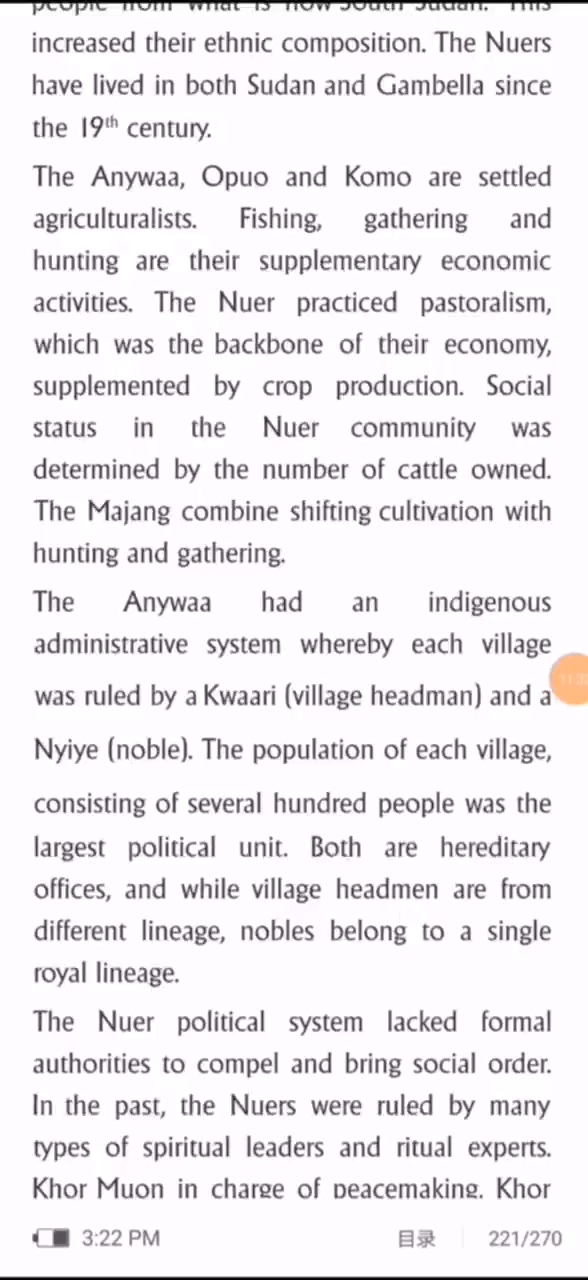 people from what is now South Sudan. This
increased their ethnic composition. The Nuers
have lived in both Sudan and Gambella since
the 19th century.
The Anywaa, Opuo and Komo are settled
agriculturalists. Fishing, gathering and
hunting are their supplementary economic
activities. The Nuer practiced pastoralism,
which was the backbone of their economy,
supplemented by crop production. Social
status in the Nuer community was
determined by the number of cattle owned.
The Majang combine shifting cultivation with
hunting and gathering.
The Anywaa had an indigenous
administrative system whereby each village
was ruled by a Kwaari (village headman) and a
Nyiye (noble). The population of each village,
consisting of several hundred people was the
largest political unit. Both are hereditary
offices, and while village headmen are from
different lineage, nobles belong to a single
royal lineage.
The Nuer political system lacked formal
authorities to compel and bring social order.
In the past, the Nuers were ruled by many
types of spiritual leaders and ritual experts.
Khor Muon in charge of peacemaking. Khor
3:22 PM 目录 221/270